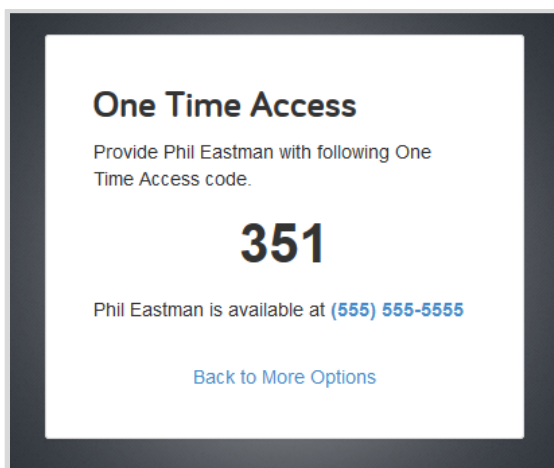 One Time Access
Provide Phil Eastman with following One
Time Access code.
351
Phil Eastman is available at (555) 555-5555
Back to More Options